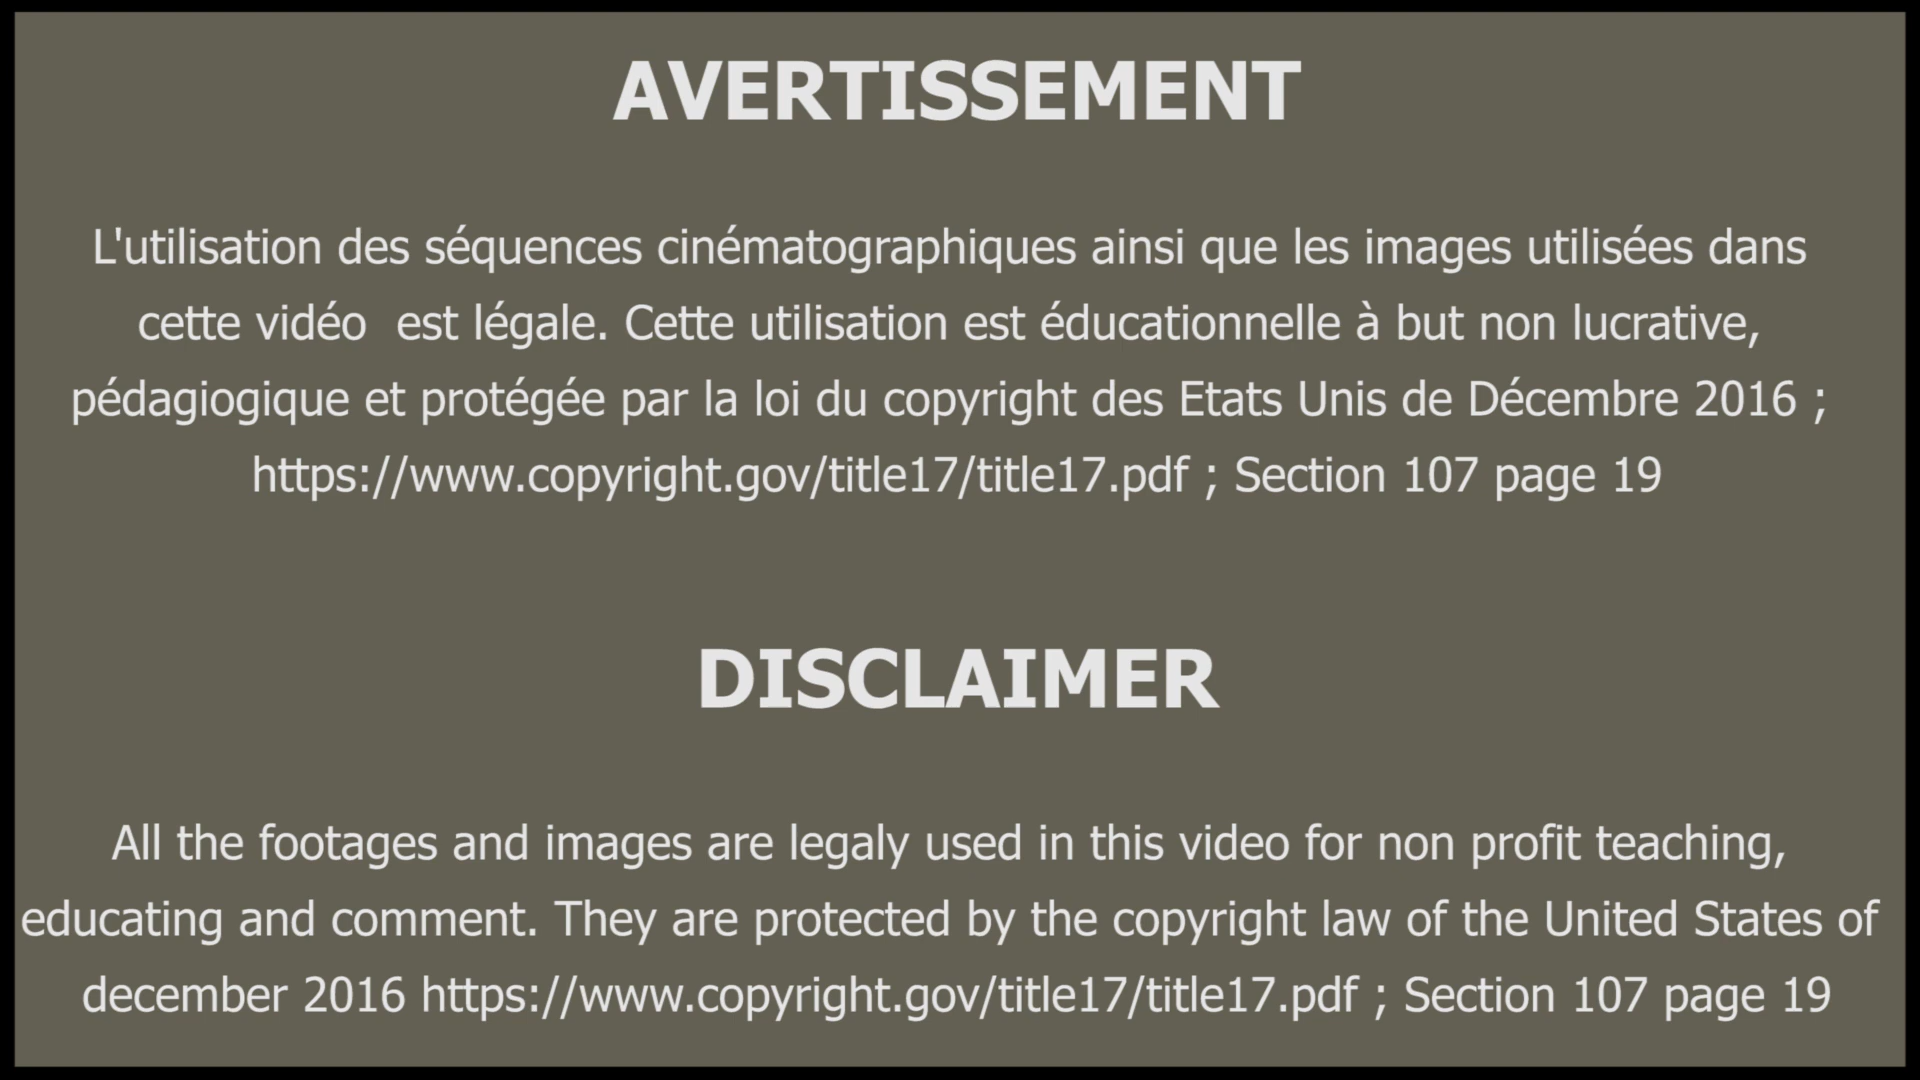 AVERTISSEMENT
L'utilisation des séquences cinématographiques ainsi que les images utilisées dans
cette vidéo  est légale. Cette utilisation est éducationnelle à but non lucrative,
pédagiogique et protégée par la loi du copyright des Etats Unis de Décembre 2016 ;
https://www.copyright.gov/title17/title17.pdf ; Section 107 page 19
DISCLAIMER
All the footages and images are legaly used in this video for non profit teaching,
educating and comment. They are protected by the copyright law of the United States of
december 2016 https://www.copyright.gov/title17/title17.pdf ; Section 107 page 19